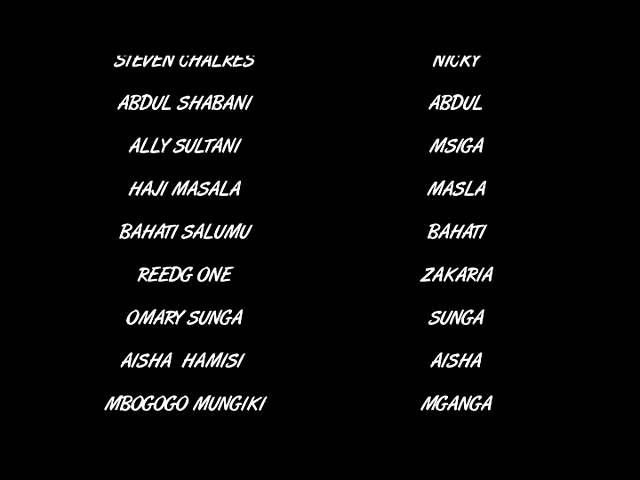 STEVEN CHALRES NICKY
ABDUL SHABANI ABDUL
ALLY SULTANI MSIGA
HAJI MASALA MASLA
BAHATI SALUMU BAHATI
REEDG ONE ZAKARIA
OMARY SUNGA SUNGA
AISHA HAMISI AISHA
MBOGOGO MUNGIKI MGANGA